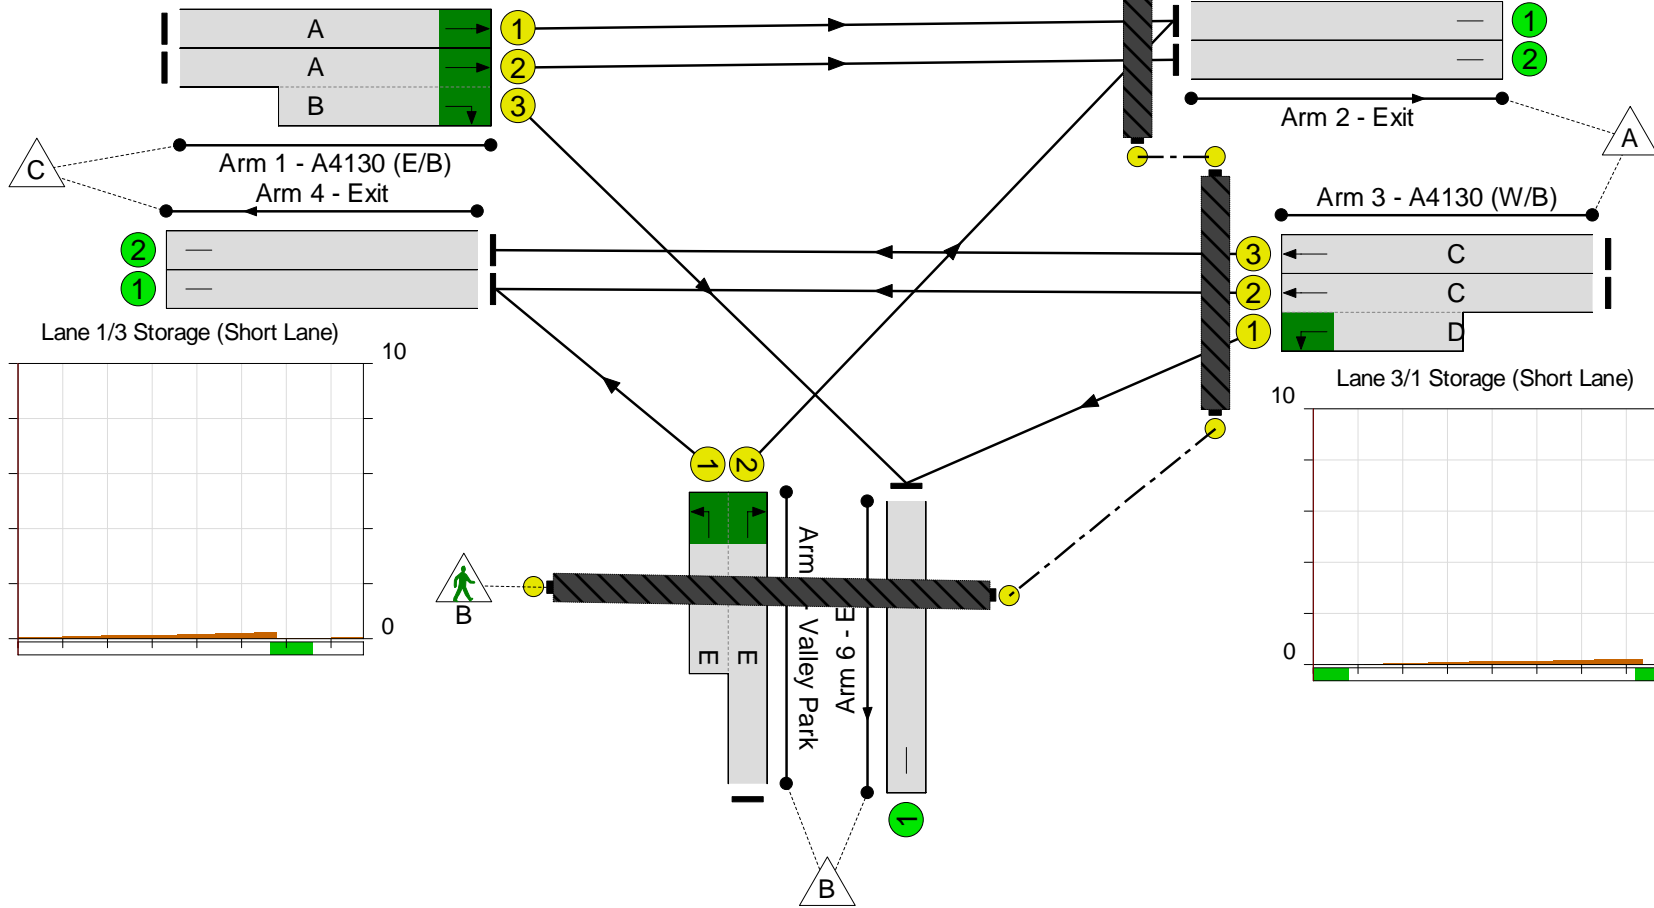 A
1
1
A
2
2
B
3
Arm 2 - Exit
A
C
Arm 1 - A4130 (E/B)
Arm 4 - Exit
Arm 3 - A4130 (W/B)
2
3
C
1
2
C
1
D
Lane 1/3 Storage (Short Lane)
10
0
Lane 3/1 Storage (Short Lane)
10
0
1
2
E
E
Arm
Valley Park
Arm 6 - E
B
1
B